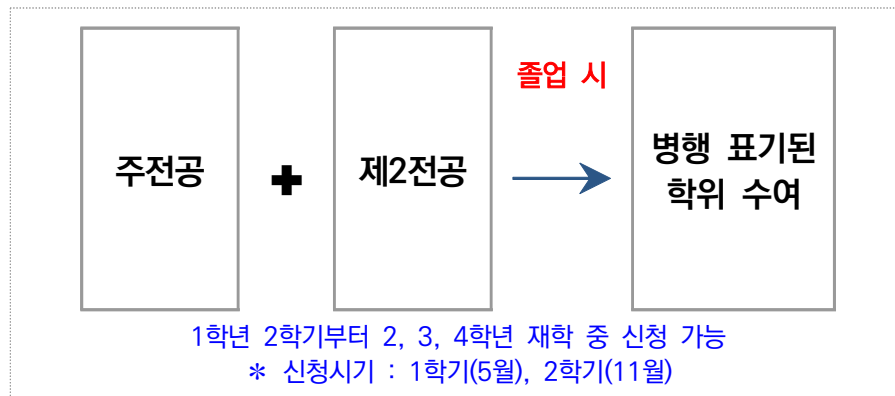 졸업 시
주전공
✚
제2전공
병행 표기된
학위 수여
1학년 2학기부터 2, 3, 4학년 재학 중 신청 가능
* 신청시기 : 1학기(5월), 2학기(11월)